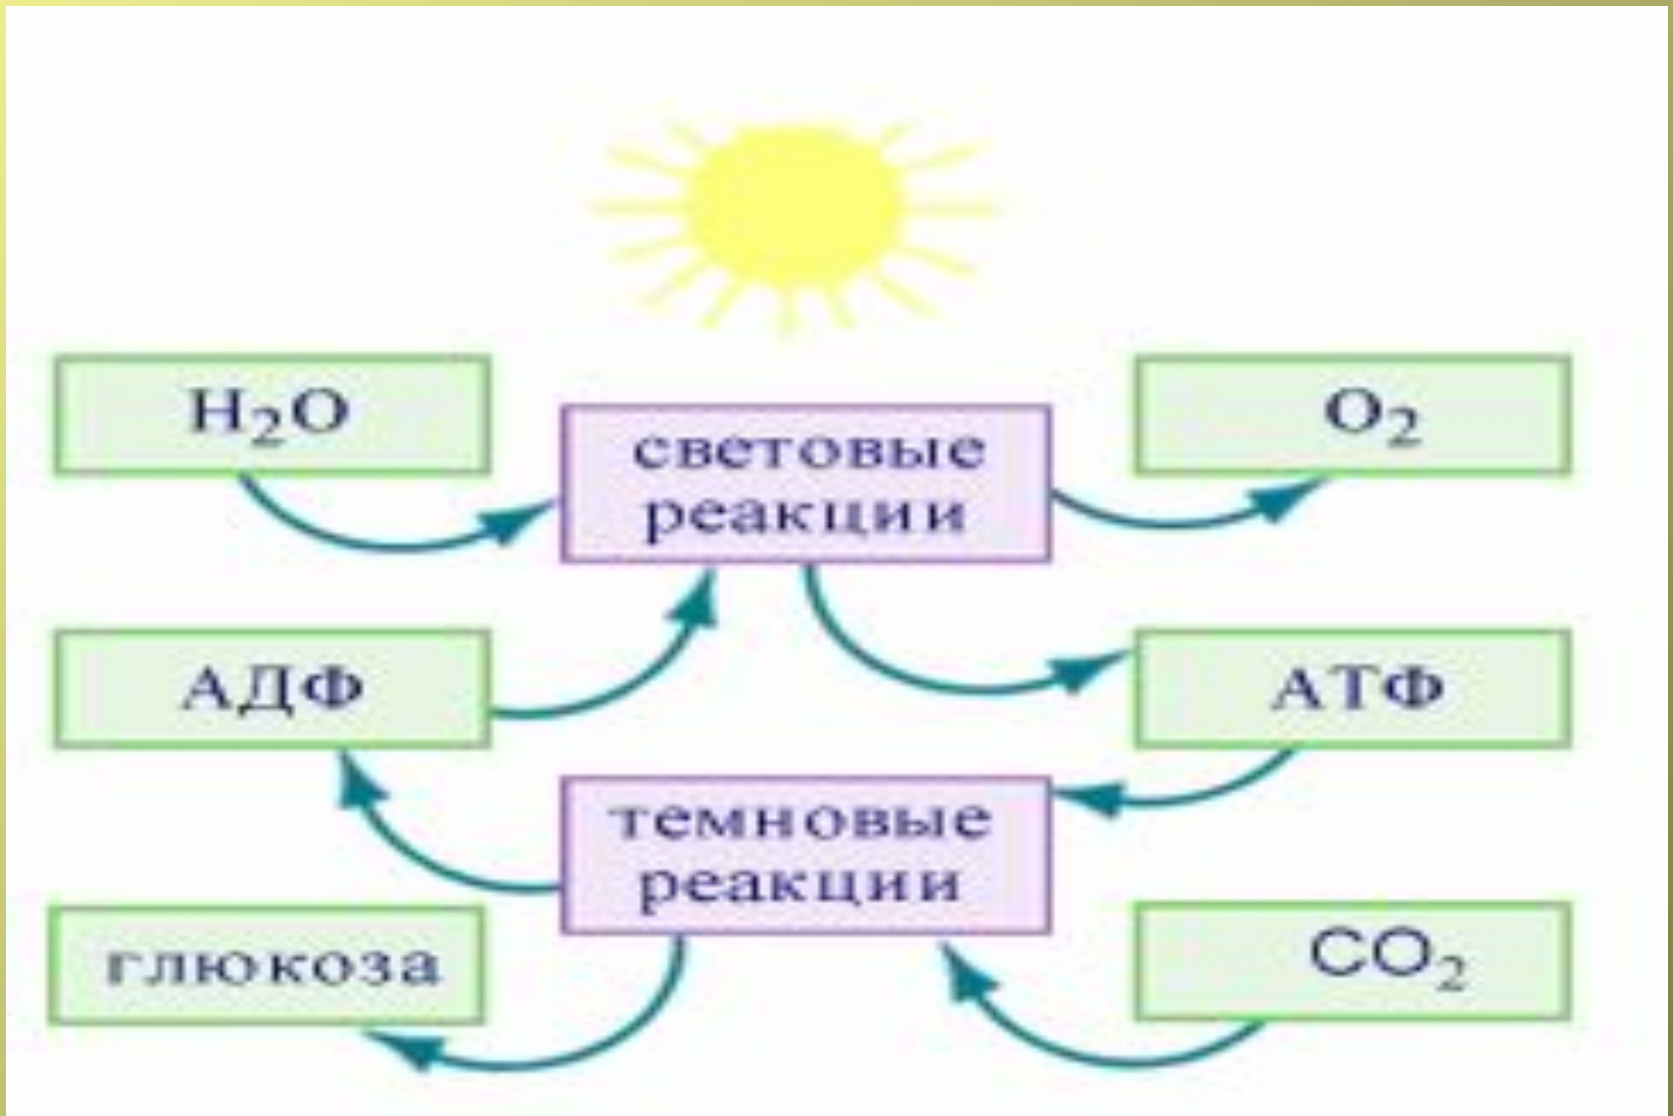 H₂O
световые
реакции
O₂
АДФ
АТФ
темновые
реакции
глюкоза
CO₂